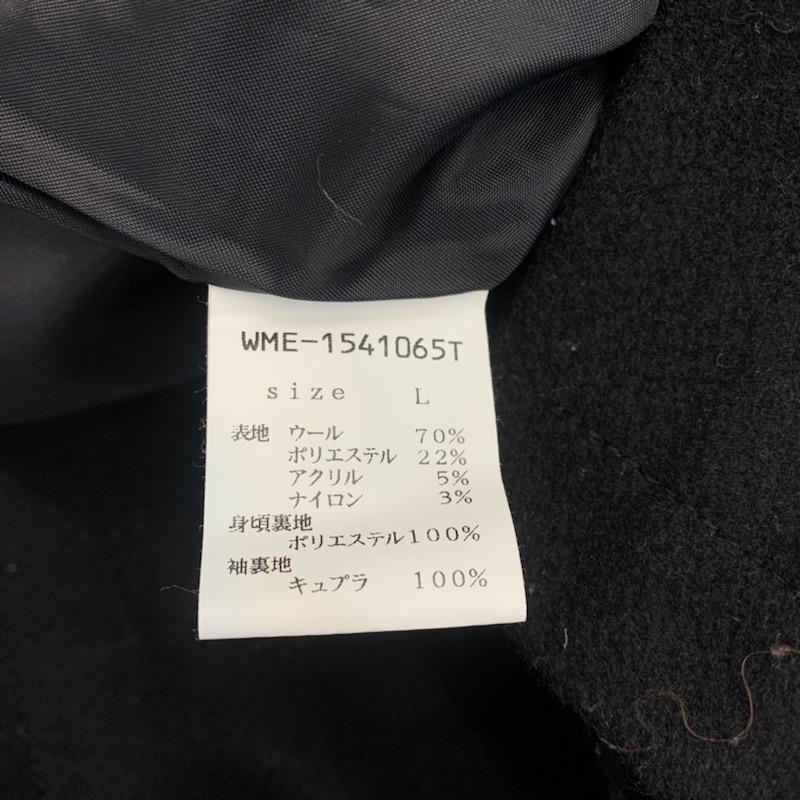 WME-1541065T
size L
表地 ウール 70%
ポリエステル 22%
アクリル 5%
ナイロン 3%
身頃裏地
ポリエステル100%
袖裏地
キュプラ 100%